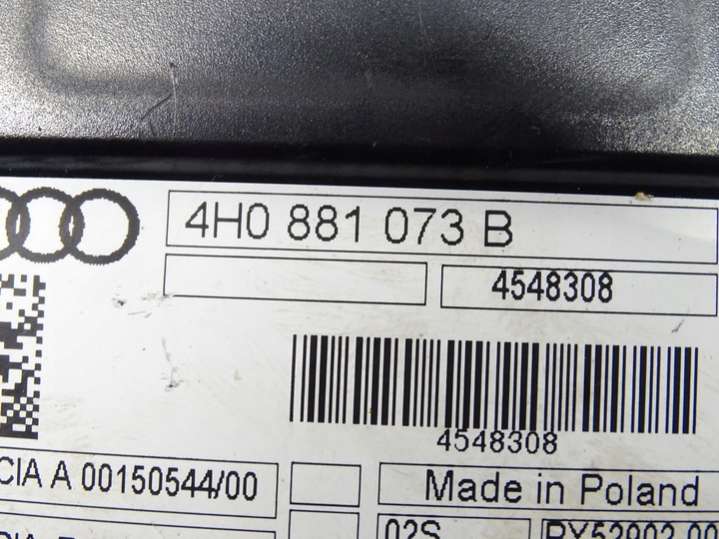 4H0 881 073 B
4548308
4548308
CIA A 00150544/00
Made in Poland
02S